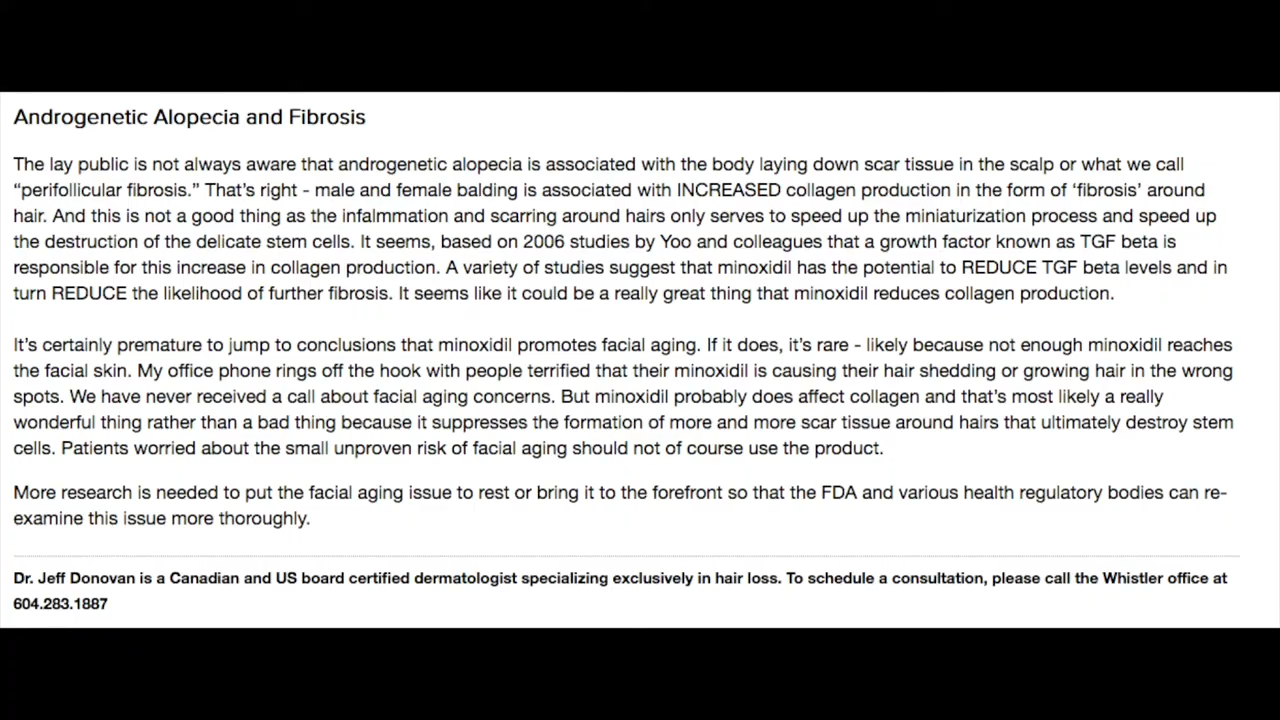 Androgenetic Alopecia and Fibrosis
The lay public is not always aware that androgenetic alopecia is associated with the body laying down scar tissue in the scalp or what we call
“perifollicular fibrosis.” That’s right - male and female balding is associated with INCREASED collagen production in the form of ‘fibrosis’ around
hair. And this is not a good thing as the infalmmation and scarring around hairs only serves to speed up the miniaturization process and speed up
the destruction of the delicate stem cells. It seems, based on 2006 studies by Yoo and colleagues that a growth factor known as TGF beta is
responsible for this increase in collagen production. A variety of studies suggest that minoxidil has the potential to REDUCE TGF beta levels and in
turn REDUCE the likelihood of further fibrosis. It seems like it could be a really great thing that minoxidil reduces collagen production.
It’s certainly premature to jump to conclusions that minoxidil promotes facial aging. If it does, it’s rare - likely because not enough minoxidil reaches
the facial skin. My office phone rings off the hook with people terrified that their minoxidil is causing their hair shedding or growing hair in the wrong
spots. We have never received a call about facial aging concerns. But minoxidil probably does affect collagen and that’s most likely a really
wonderful thing rather than a bad thing because it suppresses the formation of more and more scar tissue around hairs that ultimately destroy stem
cells. Patients worried about the small unproven risk of facial aging should not of course use the product.
More research is needed to put the facial aging issue to rest or bring it to the forefront so that the FDA and various health regulatory bodies can re-
examine this issue more thoroughly.
Dr. Jeff Donovan is a Canadian and US board certified dermatologist specializing exclusively in hair loss. To schedule a consultation, please call the Whistler office at
604.283.1887